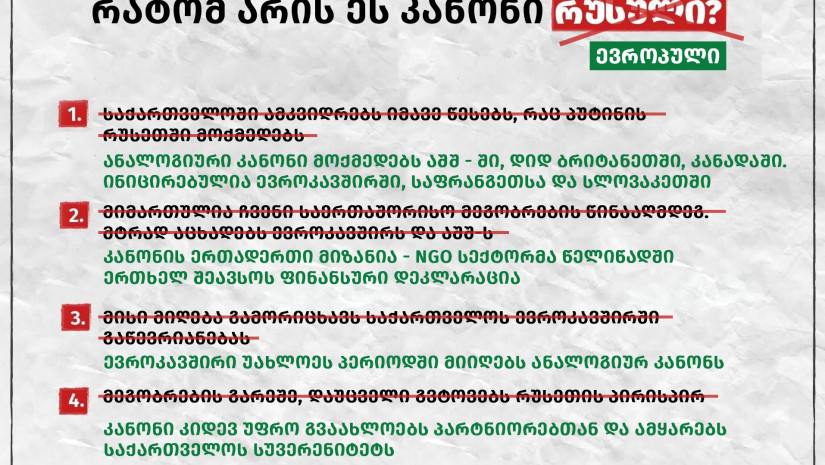 რატომ არის ეს კანონი რუსული?
ევროპული
1. საქართველოში ამკვიდრებს იმავე წესებს, რაც პუტინის
რუსეთში მოქმედებს
ანალოგიური კანონი მოქმედებს აშშ - ში, დიდ ბრიტანეთში, კანადაში.
ინიცირებულია ევროკავშირში, საფრანგეთსა და სლოვაკეთში
2. მიმართულია ჩვენი საერთაშორისო მეგობრების წინააღმდეგ.
მტრად აცხადებს ევროკავშირს და აშშ-ს
კანონის ერთადერთი მიზანია - NGO სექტორმა წელიწადში
ერთხელ შეავსოს ფინანსური დეკლარაცია
3. მისი მიღება გამორიცხავს საქართველოს ევროკავშირში
გაწევრიანებას
ევროკავშირი უახლოეს პერიოდში მიიღებს ანალოგიურ კანონს
4. მეგობრების გარეშე, დაუცველი გვტოვებს რუსეთის პირისპირ
კანონი კიდევ უფრო გვააახლოებს პარტნიორებთან და ამყარებს
საქართველოს სუვერენიტეტს